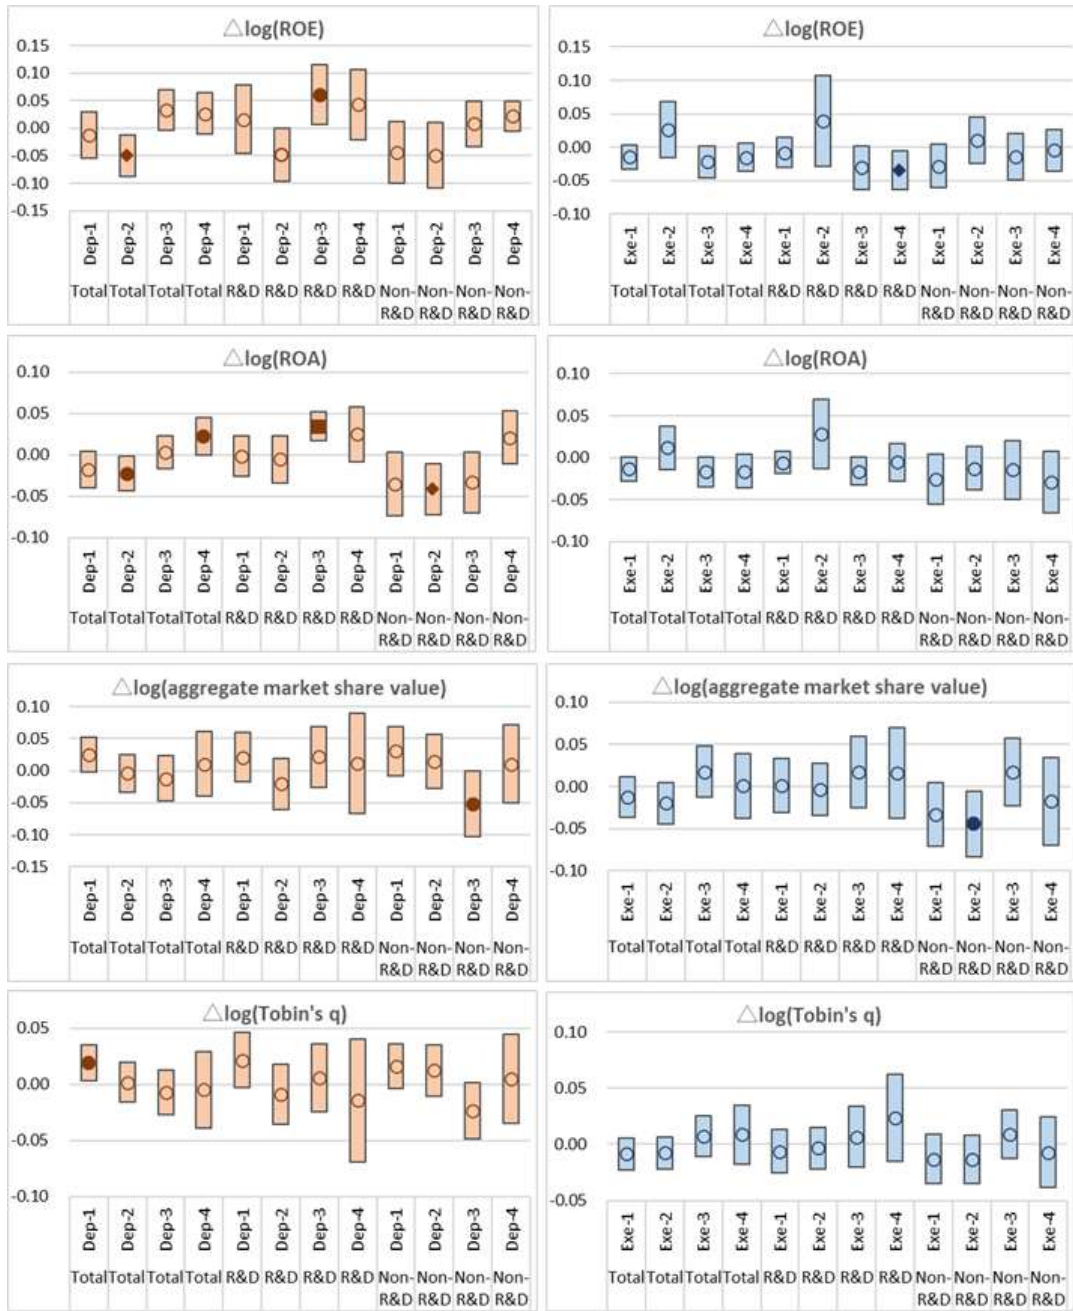 △log(ROE)
0.15
0.10
0.05
0.00
-0.05
-0.10
-0.15
Dep-1 Dep-2 Dep-3 Dep-4 Dep-1 Dep-2 Dep-3 Dep-4 Dep-1 Dep-2 Dep-3 Dep-4
Total Total Total Total R&D R&D R&D R&D Non- Non- Non- Non-
R&D R&D R&D R&D
△log(ROE)
0.15
0.10
0.05
0.00
-0.05
-0.10
Exe-1 Exe-2 Exe-3 Exe-4 Exe-1 Exe-2 Exe-3 Exe-4 Exe-1 Exe-2 Exe-3 Exe-4
Total Total Total Total R&D R&D R&D R&D Non- Non- Non- Non-
R&D R&D R&D R&D
△log(ROA)
0.10
0.05
0.00
-0.05
-0.10
Dep-1 Dep-2 Dep-3 Dep-4 Dep-1 Dep-2 Dep-3 Dep-4 Dep-1 Dep-2 Dep-3 Dep-4
Total Total Total Total R&D R&D R&D R&D Non- Non- Non- Non-
R&D R&D R&D R&D
△log(ROA)
0.10
0.05
0.00
-0.05
-0.10
Exe-1 Exe-2 Exe-3 Exe-4 Exe-1 Exe-2 Exe-3 Exe-4 Exe-1 Exe-2 Exe-3 Exe-4
Total Total Total Total R&D R&D R&D R&D Non- Non- Non- Non-
R&D R&D R&D R&D
△log(aggregate market share value)
0.10
0.05
0.00
-0.05
-0.10
-0.15
Dep-1 Dep-2 Dep-3 Dep-4 Dep-1 Dep-2 Dep-3 Dep-4 Dep-1 Dep-2 Dep-3 Dep-4
Total Total Total Total R&D R&D R&D R&D Non- Non- Non- Non-
R&D R&D R&D R&D
△log(aggregate market share value)
0.10
0.05
0.00
-0.05
-0.10
Exe-1 Exe-2 Exe-3 Exe-4 Exe-1 Exe-2 Exe-3 Exe-4 Exe-1 Exe-2 Exe-3 Exe-4
Total Total Total Total R&D R&D R&D R&D Non- Non- Non- Non-
R&D R&D R&D R&D
△log(Tobin's q)
0.05
0.00
-0.05
-0.10
Dep-1 Dep-2 Dep-3 Dep-4 Dep-1 Dep-2 Dep-3 Dep-4 Dep-1 Dep-2 Dep-3 Dep-4
Total Total Total Total R&D R&D R&D R&D Non- Non- Non- Non-
R&D R&D R&D R&D
△log(Tobin's q)
0.10
0.05
0.00
-0.05
Exe-1 Exe-2 Exe-3 Exe-4 Exe-1 Exe-2 Exe-3 Exe-4 Exe-1 Exe-2 Exe-3 Exe-4
Total Total Total Total R&D R&D R&D R&D Non- Non- Non- Non-
R&D R&D R&D R&D